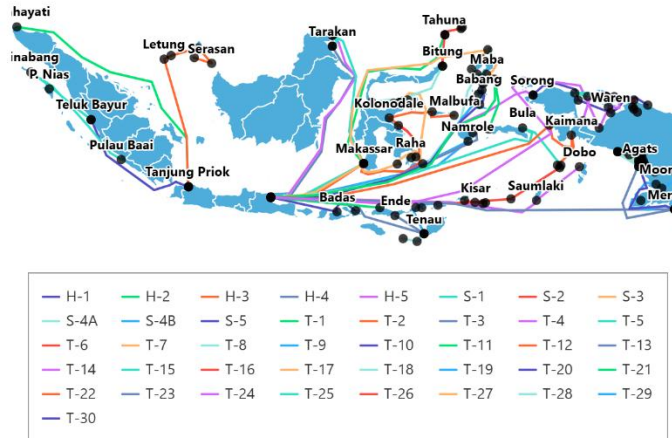 hayati
inabang
P. Nias
Teluk Bayur
Pulau Baai
Letung
Serasan
Tanjung Priok
Tarakan
Tahuna
Bitung
Maba
Babang
Kolonodale
Malbufa
Raha
Makassar
Namrole
Sorong
Waren
Bula
Kaimana
Dobo
Agats
Moor
Mer
Badas
Ende
Tenau
Kisar
Saumlaki
H-1 H-2 H-3 H-4 H-5 S-1 S-2 S-3
S-4A S-4B S-5 T-1 T-2 T-3 T-4 T-5
T-6 T-7 T-8 T-9 T-10 T-11 T-12 T-13
T-14 T-15 T-16 T-17 T-18 T-19 T-20 T-21
T-22 T-23 T-24 T-25 T-26 T-27 T-28 T-29
T-30